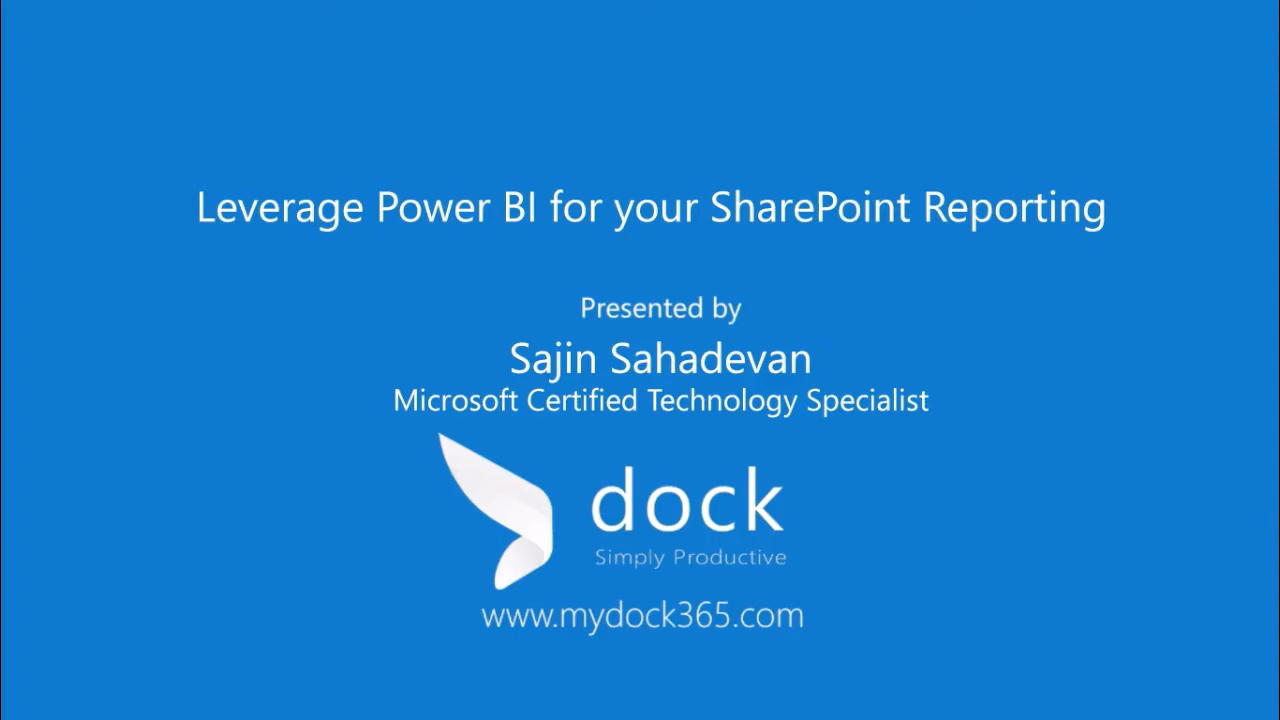 Leverage Power BI for your SharePoint Reporting
Presented by
Sajin Sahadevan
Microsoft Certified Technology Specialist
dock
Simply Productive
www.mydock365.com